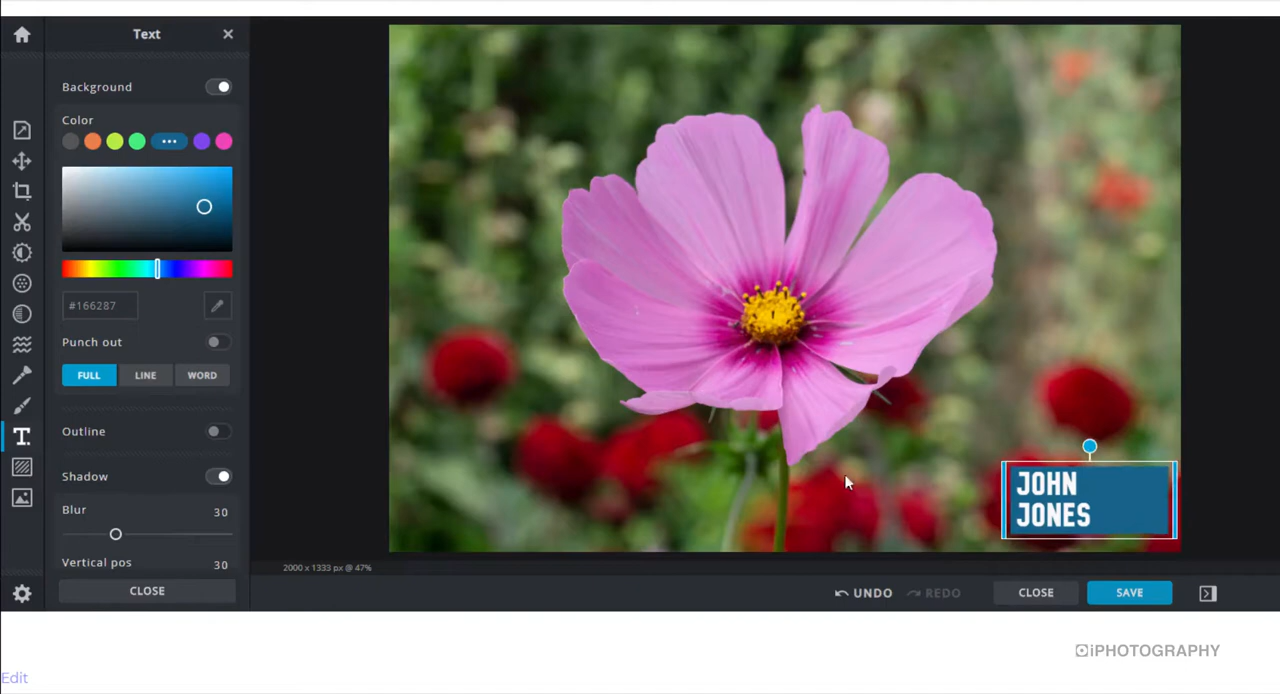 Text
Background
Color
#166287
Punch out
FULL LINE WORD
Outline
Shadow
Blur 30
Vertical pos 30
CLOSE
JOHN
JONES
2000 x 1333 px @ 47%
UNDO REDO CLOSE SAVE
iPHOTOGRAPHY
Edit